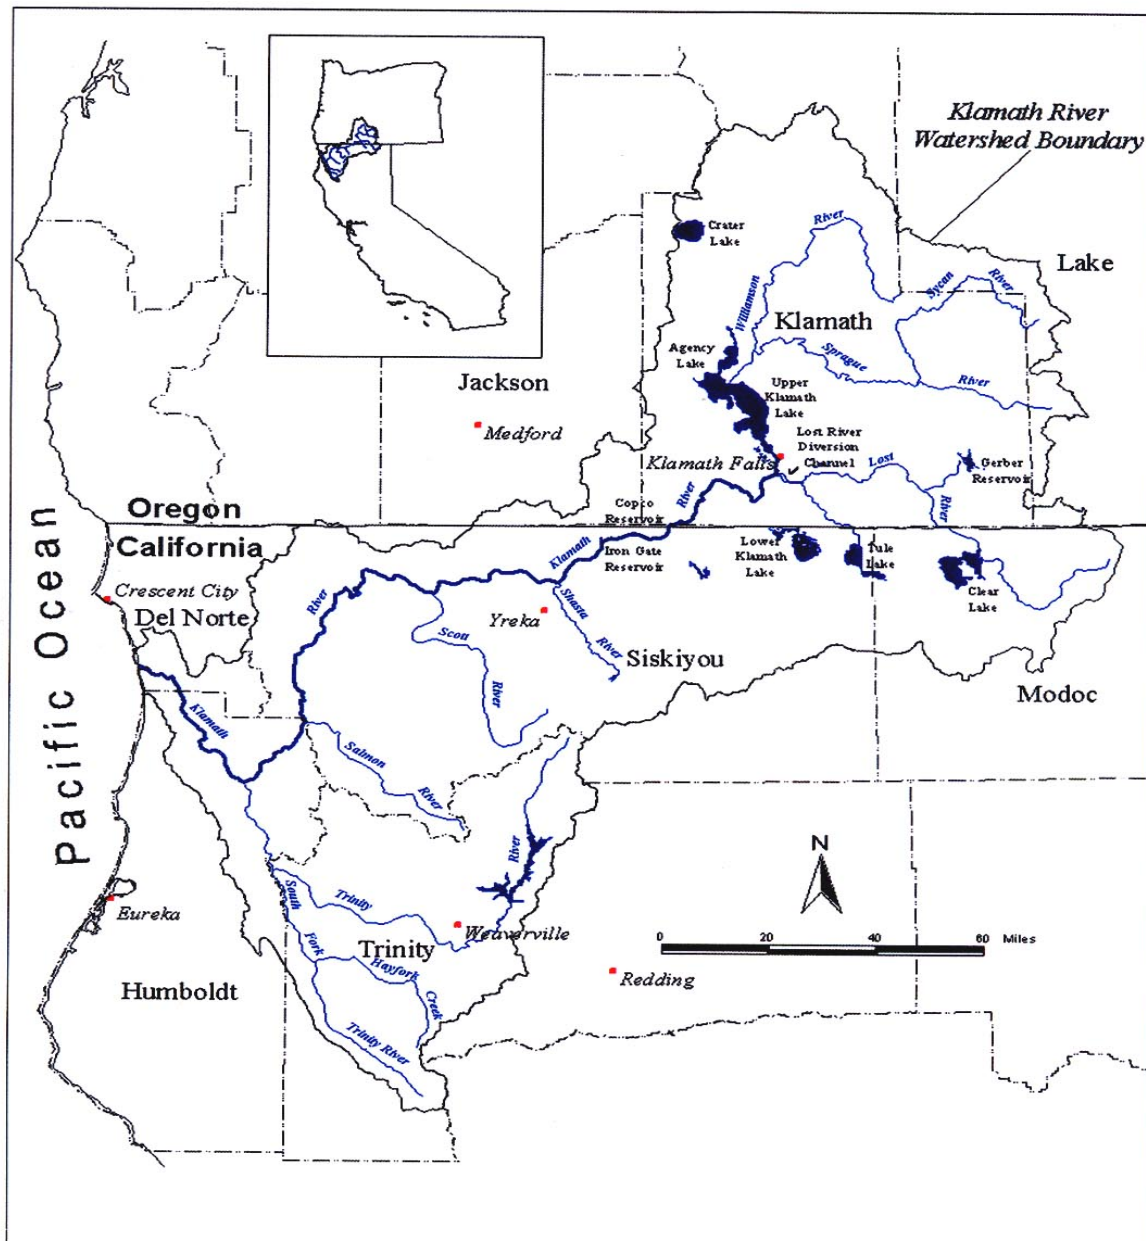 Klamath River
Watershed Boundary
Crater
Lake
River
Lake
Sycan
River
Williamson
Klamath
Agency
Lake
Sprague
River
Jackson
Upper
Klamath
Lake
Medford
Lost River
Diversion
Channel
Klamath Falls
Lost
Gerber
Reservoir
River
River
Copco
Reservoir
Oregon
California
Klamath
Iron Gate
Reservoir
Lower
Klamath
Lake
Tule
Lake
Clear
Lake
Crescent City
Del Norte
River
Yreka
Shasta
River
Scott
River
Siskiyou
Modoc
Pacific Ocean
Klamath
Salmon
River
River
N
South
Fork
Trinity
Eureka
Weaverville
Trinity
0 20 40 60 Miles
Hayfork
Creek
Redding
Humboldt
Trinity River